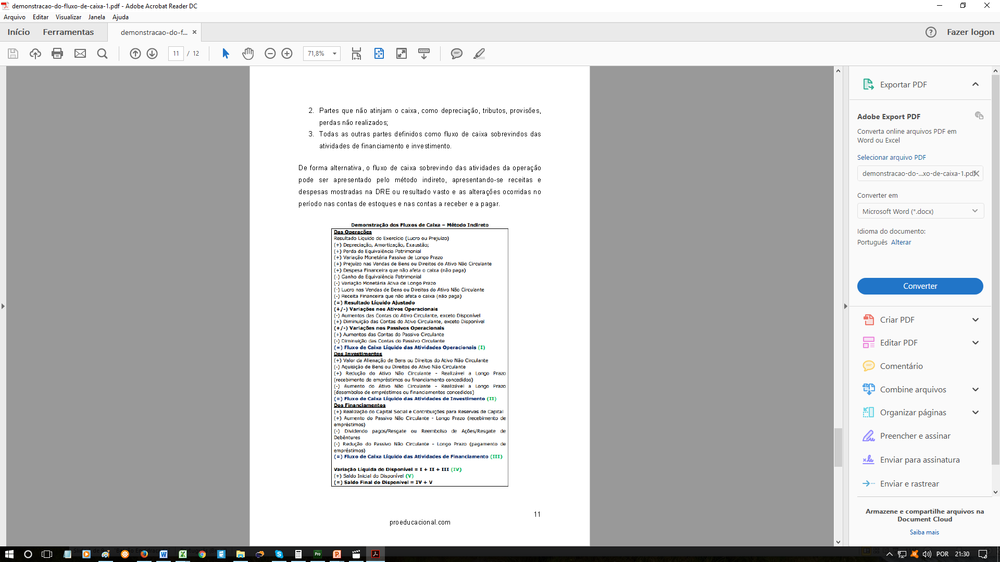 demonstracao-do-fluxo-de-caixa-1.pdf - Adobe Acrobat Reader DC
Arquivo Editar Visualizar Janela Ajuda
Início Ferramentas demonstracao-do-f... × Fazer logon
11 / 12 71,8%
2. Partes que não atinjam o caixa, como depreciação, tributos, provisões,
perdas não realizados;
3. Todas as outras partes definidos como fluxo de caixa sobrevindos das
atividades de financiamento e investimento.
De forma alternativa, o fluxo de caixa sobrevindo das atividades da operação
pode ser apresentado pelo método indireto, apresentando-se receitas e
despesas mostradas na DRE ou resultado vasto e as alterações ocorridas no
período nas contas de estoques e nas contas a receber e a pagar.
Demonstração dos Fluxos de Caixa – Método Indireto
Das Operações
Resultado Líquido do Exercício (Lucro ou Prejuízo)
(+) Depreciação, Amortização, Exaustão;
(+) Perda de Equivalência Patrimonial
(+) Variação Monetária Passiva de Longo Prazo
(+) Prejuízo nas Vendas de Bens ou Direitos do Ativo Não Circulante
(+) Despesa Financeira que não afeta o caixa (não paga)
(-) Ganho de Equivalência Patrimonial
(-) Variação Monetária Ativa de Longo Prazo
(-) Lucro nas Vendas de Bens ou Direitos do Ativo Não Circulante
(-) Receita Financeira que não afeta o caixa (não paga)
(=) Resultado Líquido Ajustado
(+/-) Variações nos Ativos Operacionais
(-) Aumentos das Contas do Ativo Circulante, exceto Disponível
(+) Diminuição das Contas do Ativo Circulante, exceto Disponível
(+/-) Variações nos Passivos Operacionais
(+) Aumentos das Contas do Passivo Circulante
(-) Diminuição das Contas do Passivo Circulante
(=) Fluxo de Caixa Líquido das Atividades Operacionais (I)
Dos Investimentos
(+) Valor da Alienação de Bens ou Direitos do Ativo Não Circulante
(-) Aquisição de Bens ou Direitos do Ativo Não Circulante
(+) Redução do Ativo Não Circulante - Realizável a Longo Prazo
(recebimento de empréstimos ou financiamento concedidos)
(-) Aumento do Ativo Não Circulante - Realizável a Longo Prazo
(desembolso de empréstimos ou financiamentos concedidos)
(=) Fluxo de Caixa Líquido das Atividades de Investimento (II)
Dos Financiamentos
(+) Realização do Capital Social e Contribuições para Reservas de Capital
(+) Aumento do Passivo Não Circulante - Longo Prazo (recebimento de
empréstimos)
(-) Dividendo pagos/Resgate ou Reembolso de Ações/Resgate de
Debêntures
(-) Redução do Passivo Não Circulante - Longo Prazo (pagamento de
empréstimos)
(=) Fluxo de Caixa Líquido das Atividades de Financiamento (III)
Variação Líquida do Disponível = I + II + III (IV)
(+) Saldo Inicial do Disponível (V)
(=) Saldo Final do Disponível = IV + V
11
proeducacional.com
Exportar PDF
Adobe Export PDF
Converta online arquivos PDF em
Word ou Excel
Selecionar arquivo PDF
demonstracao-do-...xo-de-caixa-1.pdf
Converter em
Microsoft Word (*.docx)
Idioma do documento:
Português Alterar
Converter
Criar PDF
Editar PDF
Comentário
Combine arquivos
Organizar páginas
Preencher e assinar
Enviar para assinatura
Enviar e rastrear
Armazene e compartilhe arquivos na
Document Cloud
Saiba mais
POR 21:30